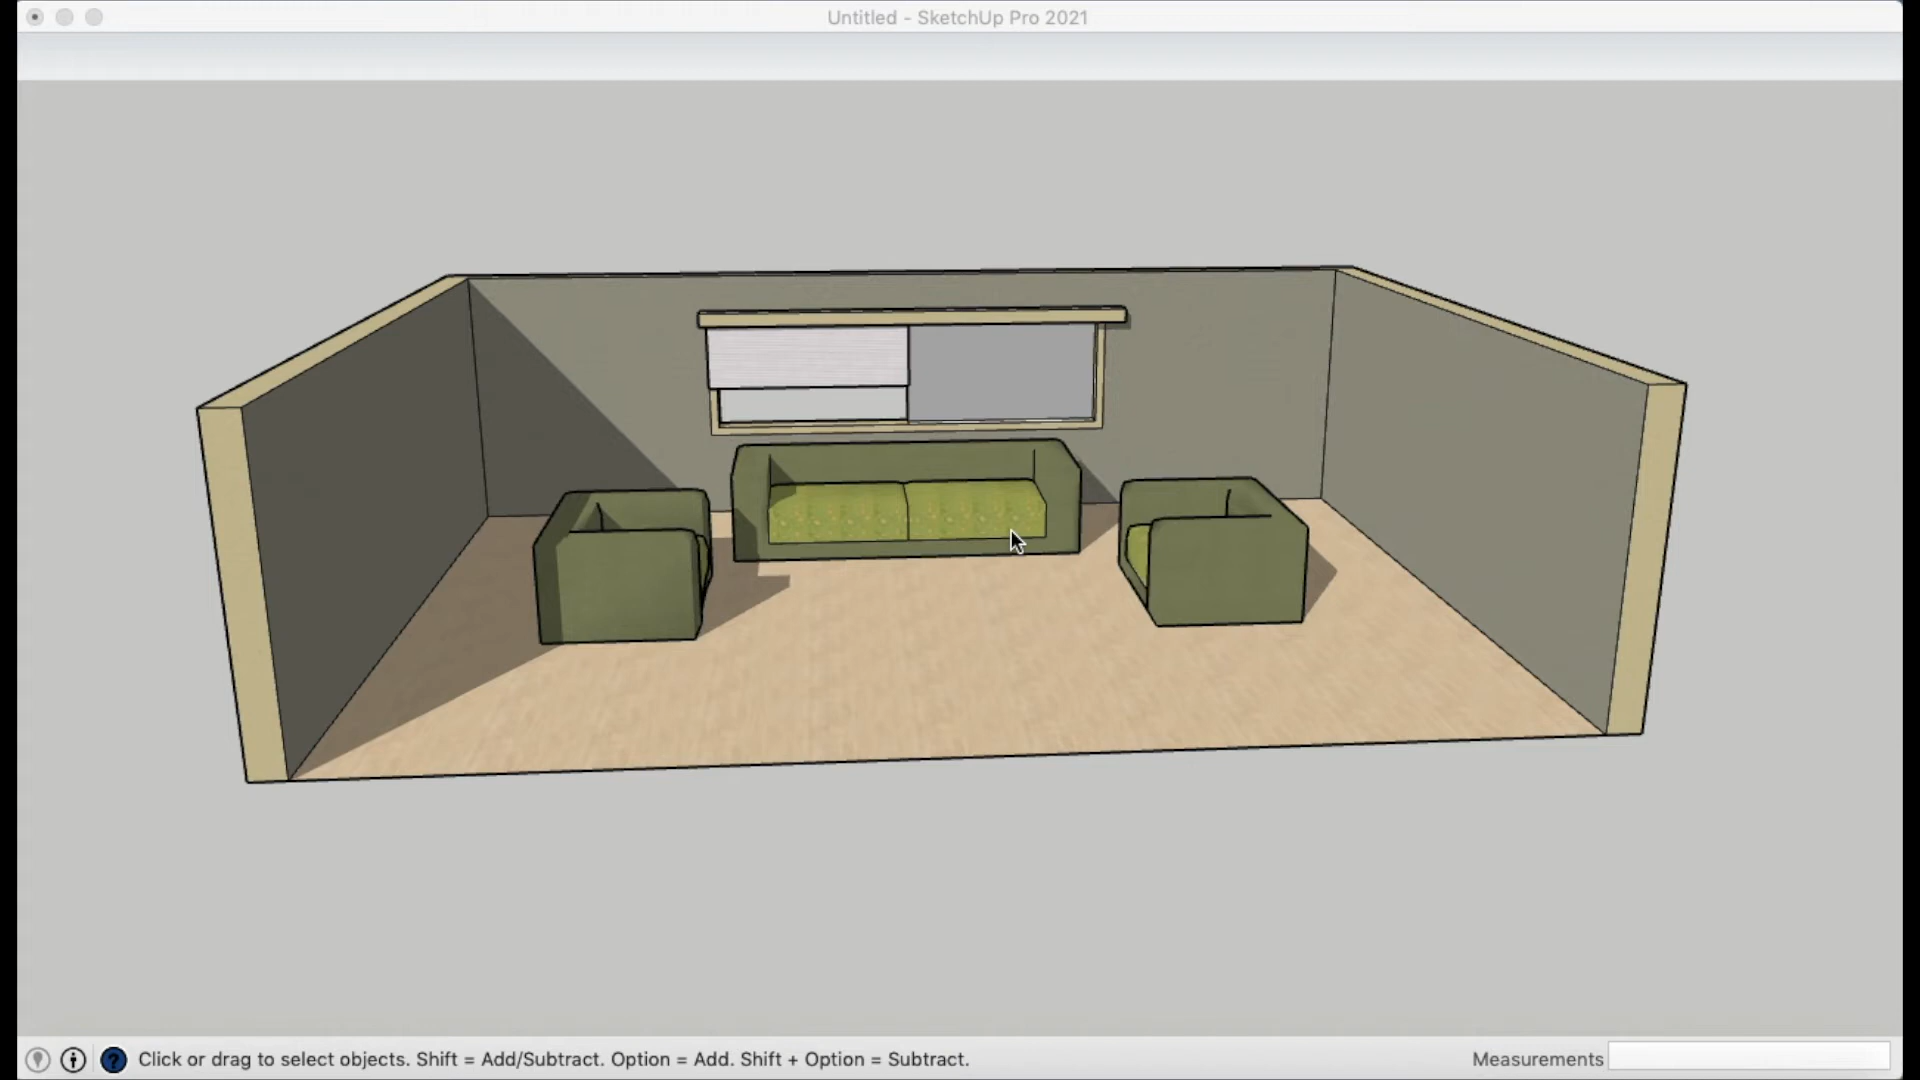 Untitled - SketchUp Pro 2021
Click or drag to select objects. Shift = Add/Subtract. Option = Add. Shift + Option = Subtract.
Measurements